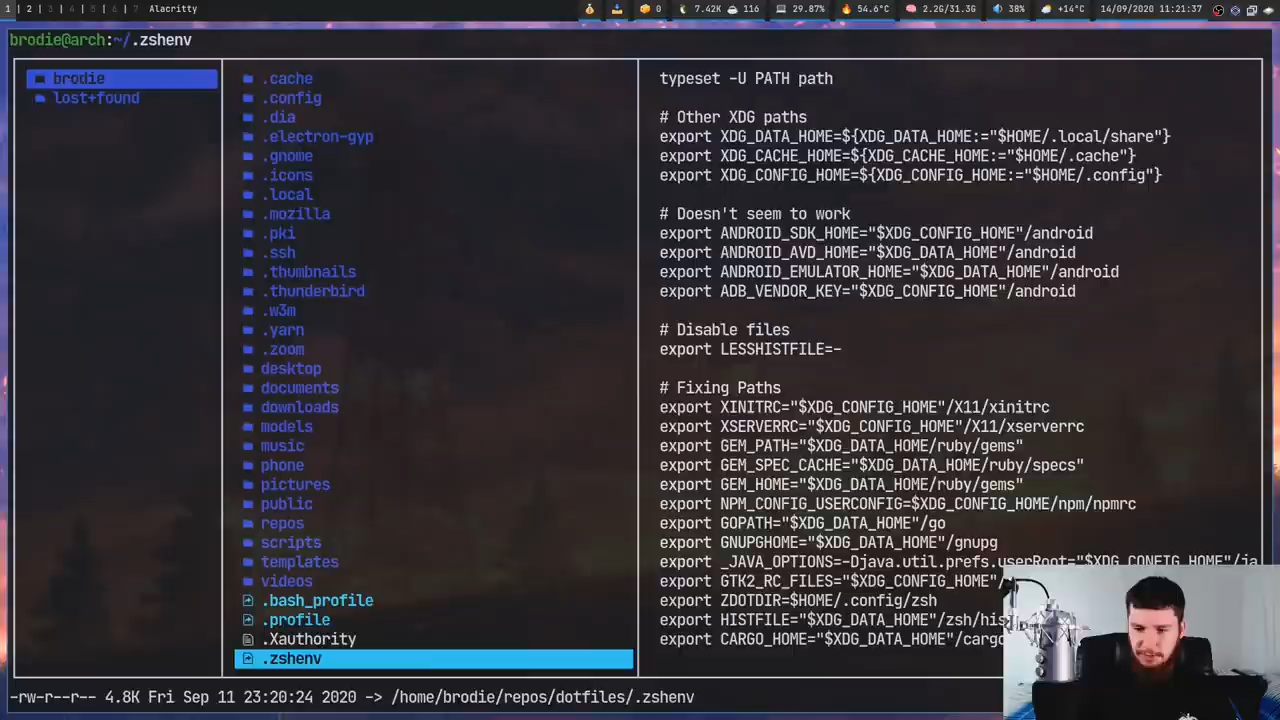 1 2 3 4 5 6 7 Alacritty 0 7.42K 116 29.87% 54.6°C 2.2G/31.3G 38% +14°C 14/09/2020 11:21:37
brodie@arch:~/.zshenv
brodie
lost+found
.cache
.config
.dia
.electron-gyp
.gnome
.icons
.local
.mozilla
.pki
.ssh
.thumbnails
.thunderbird
.w3m
.yarn
.zoom
desktop
documents
downloads
models
music
phone
pictures
public
repos
scripts
templates
videos
.bash_profile
.profile
.Xauthority
.zshenv
typeset -U PATH path
# Other XDG paths
export XDG_DATA_HOME=${XDG_DATA_HOME:="$HOME/.local/share"}
export XDG_CACHE_HOME=${XDG_CACHE_HOME:="$HOME/.cache"}
export XDG_CONFIG_HOME=${XDG_CONFIG_HOME:="$HOME/.config"}
# Doesn't seem to work
export ANDROID_SDK_HOME="$XDG_CONFIG_HOME"/android
export ANDROID_AVD_HOME="$XDG_DATA_HOME"/android
export ANDROID_EMULATOR_HOME="$XDG_DATA_HOME"/android
export ADB_VENDOR_KEY="$XDG_CONFIG_HOME"/android
# Disable files
export LESSHISTFILE=-
# Fixing Paths
export XINITRC="$XDG_CONFIG_HOME"/X11/xinitrc
export XSERVERRC="$XDG_CONFIG_HOME"/X11/xserverrc
export GEM_PATH="$XDG_DATA_HOME/ruby/gems"
export GEM_SPEC_CACHE="$XDG_DATA_HOME/ruby/specs"
export GEM_HOME="$XDG_DATA_HOME/ruby/gems"
export NPM_CONFIG_USERCONFIG=$XDG_CONFIG_HOME/npm/npmrc
export GOPATH="$XDG_DATA_HOME"/go
export GNUPGHOME="$XDG_DATA_HOME"/gnupg
export _JAVA_OPTIONS=-Djava.util.prefs.userRoot="$XDG_CONFIG_HOME"/ja
export GTK2_RC_FILES="$XDG_CONFIG_HOME"/
export ZDOTDIR=$HOME/.config/zsh
export HISTFILE="$XDG_DATA_HOME"/zsh/his
export CARGO_HOME="$XDG_DATA_HOME"/cargo
-rw-r--r-- 4.8K Fri Sep 11 23:20:24 2020 -> /home/brodie/repos/dotfiles/.zshenv